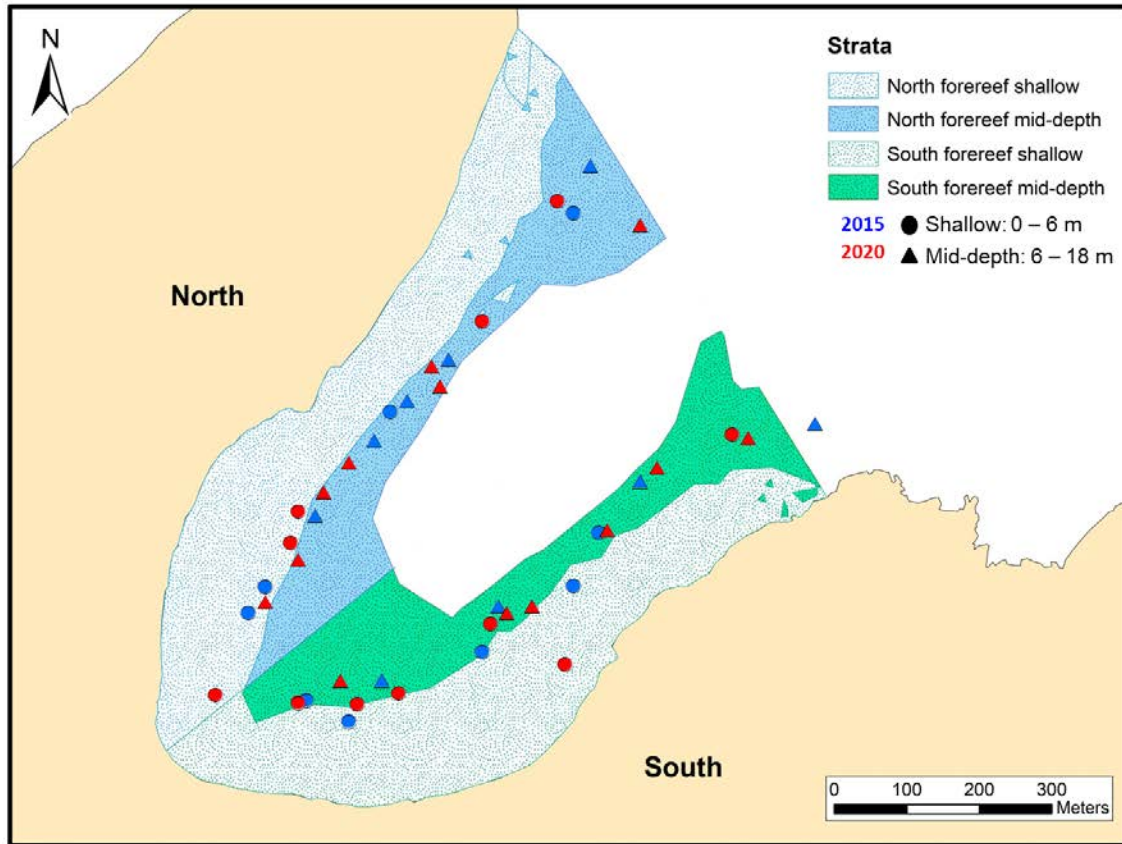 N
Strata
North forereef shallow
North forereef mid-depth
South forereef shallow
South forereef mid-depth
2015 Shallow: 0 – 6 m
2020 Mid-depth: 6 – 18 m
North
South
0 100 200 300
Meters